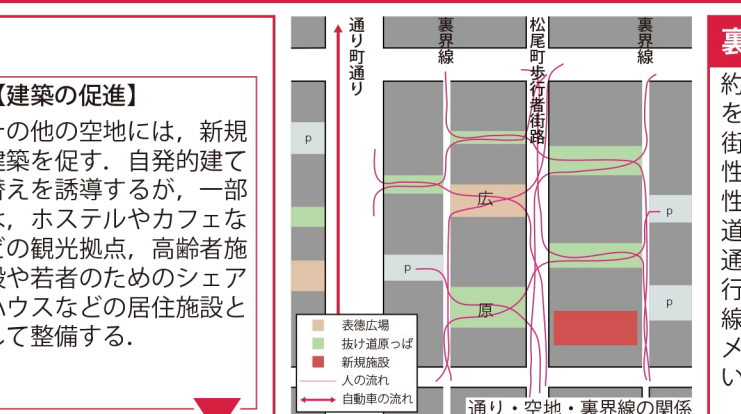 【建築の促進】
その他の空地には，新規
建築を促す．自発的建て
替えを誘導するが，一部
は，ホステルやカフェな
どの観光拠点，高齢者施
設や若者のためのシェア
ハウスなどの居住施設と
して整備する．
通り町通り
裏界線
松尾町歩行者街路
裏界線
p
広
p
p
原
p
表徳広場
抜け道原っぱ
新規施設
人の流れ
自動車の流れ
通り・空地・裏界線の関係
裏
約
を
街
性
性
道
通
行
線
メ
い